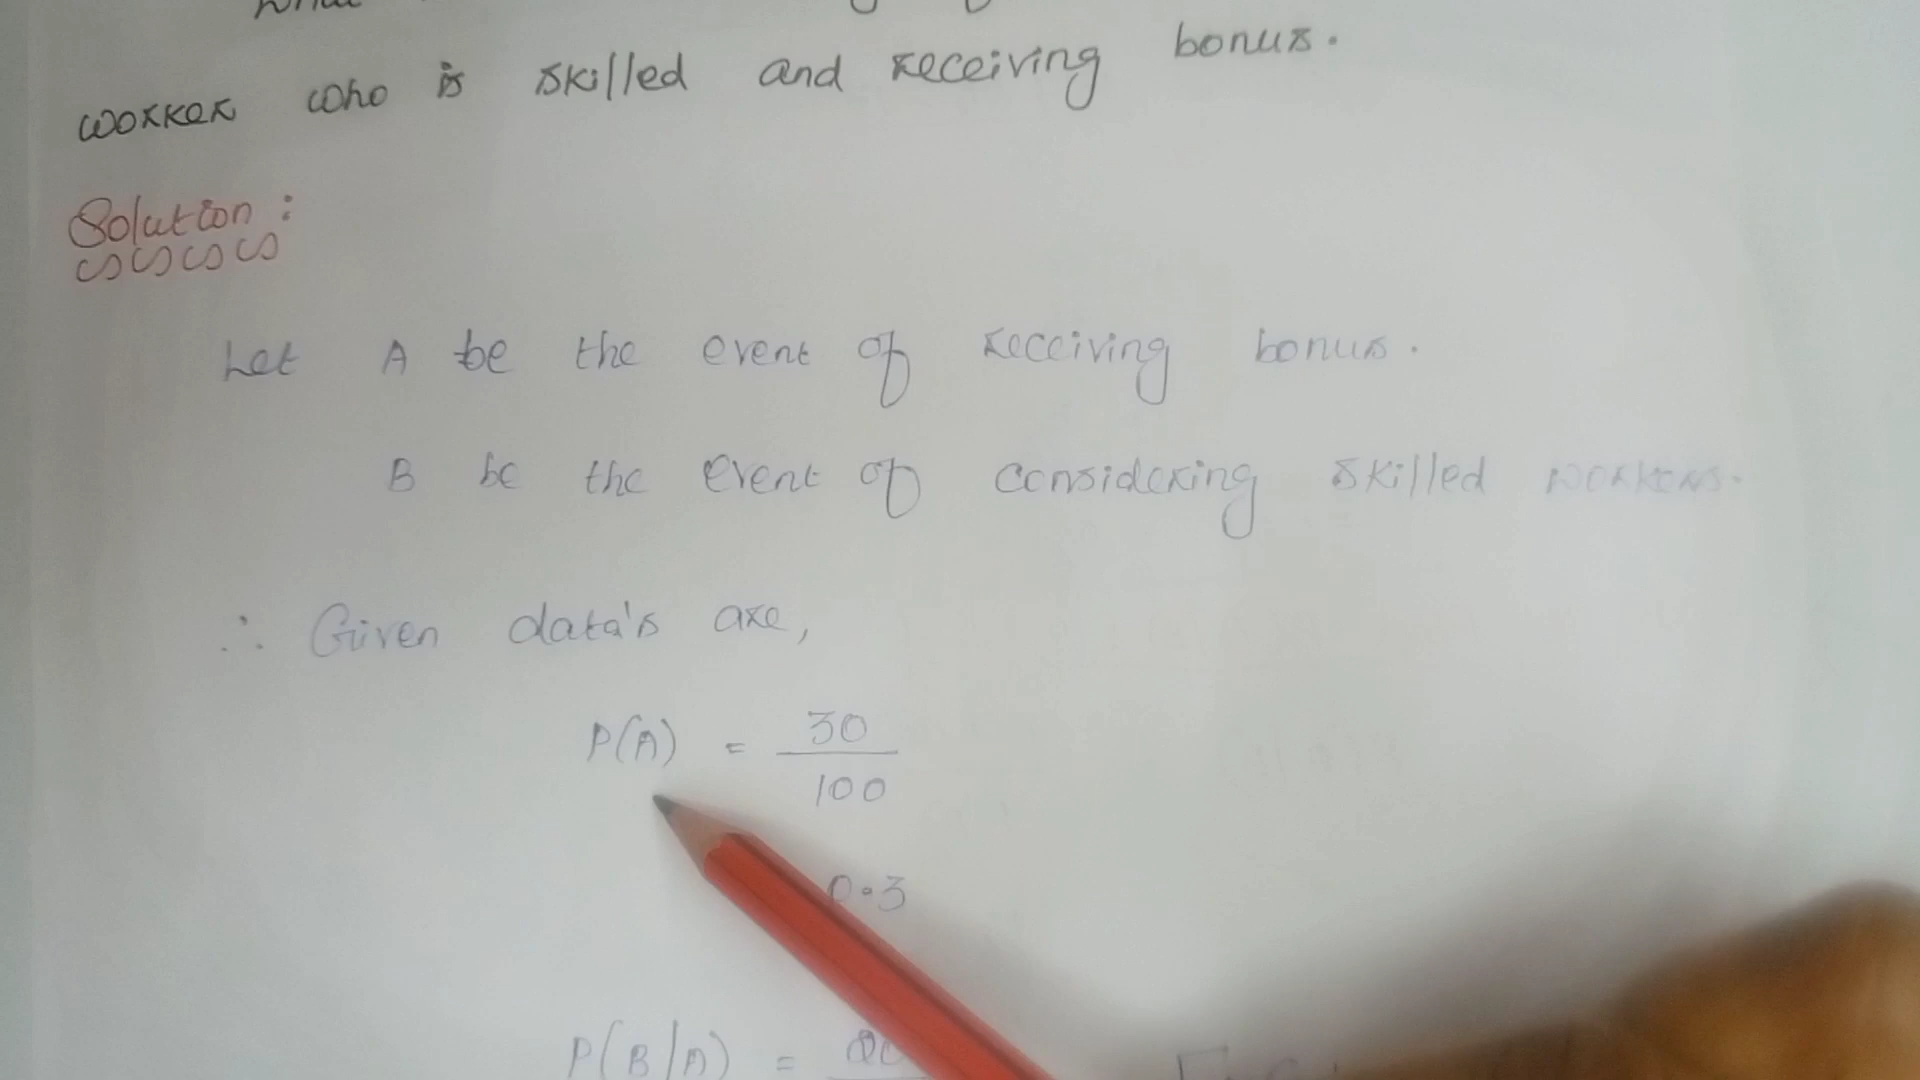 worker who is skilled and receiving bonus.
Solution:
Let A be the event of receiving bonus.
B be the event of considering skilled workers.
∴ Given data's are,
P(A) = 30
100
0.3
P(B/A) =